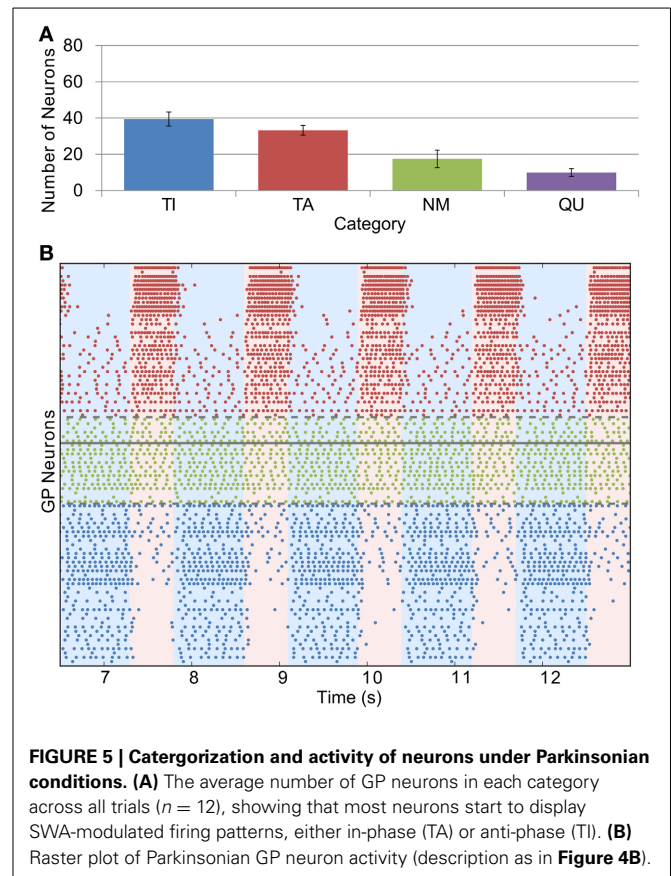 A
80
60
40
20
0
Number of Neurons
TI TA NM QU
Category
B
GP Neurons
7 8 9 10 11 12
Time (s)
FIGURE 5 | Catergorization and activity of neurons under Parkinsonian
conditions. (A) The average number of GP neurons in each category
across all trials (n = 12), showing that most neurons start to display
SWA-modulated firing patterns, either in-phase (TA) or anti-phase (TI). (B)
Raster plot of Parkinsonian GP neuron activity (description as in Figure 4B).